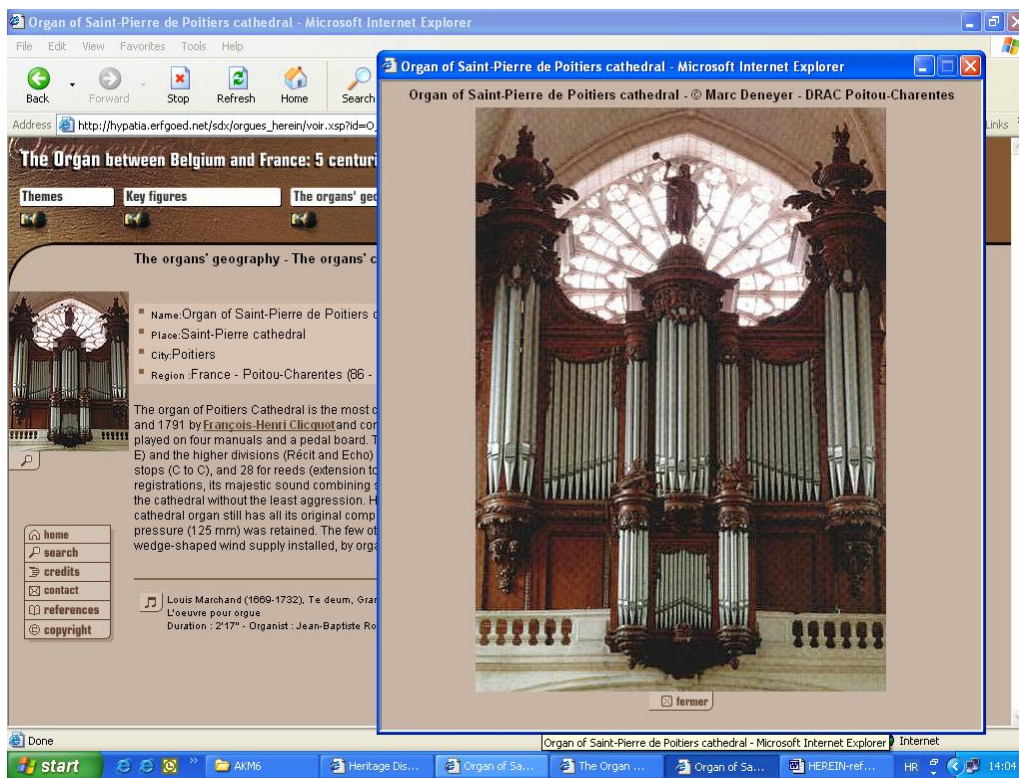 Organ of Saint-Pierre de Poitiers cathedral - Microsoft Internet Explorer
File Edit View Favorites Tools Help
Back Forward Stop Refresh Home Search
Address http://hypatia.erfgoed.net/sdx/orgues_herein/voir.xsp?id=O_
Links
The Organ between Belgium and France: 5 centuri
Themes Key figures The organs' geo
The organs' geography - The organs' c
Name:Organ of Saint-Pierre de Poitiers c
Place:Saint-Pierre cathedral
City:Poitiers
Region :France - Poitou-Charentes (86 -
The organ of Poitiers Cathedral is the most c
and 1791 by François-Henri Clicquot and con
played on four manuals and a pedal board. T
E) and the higher divisions (Récit and Echo)
stops (C to C), and 28 for reeds (extension to
registrations, its majestic sound combining s
the cathedral without the least aggression. H
cathedral organ still has all its original comp
pressure (125 mm) was retained. The few ot
wedge-shaped wind supply installed, by orga
home
search
credits
contact
references
© copyright
Louis Marchand (1669-1732), Te deum, Gran
L'oeuvre pour orgue
Duration : 2'17" - Organist : Jean-Baptiste Ro
Organ of Saint-Pierre de Poitiers cathedral - Microsoft Internet Explorer
Organ of Saint-Pierre de Poitiers cathedral - © Marc Deneyer - DRAC Poitou-Charentes
fermer
Done
Organ of Saint-Pierre de Poitiers cathedral - Microsoft Internet Explorer
Internet
start AKM6 Heritage Dis... Organ of Sa... The Organ ... Organ of Sa... HEREIN-ref... HR 14:04